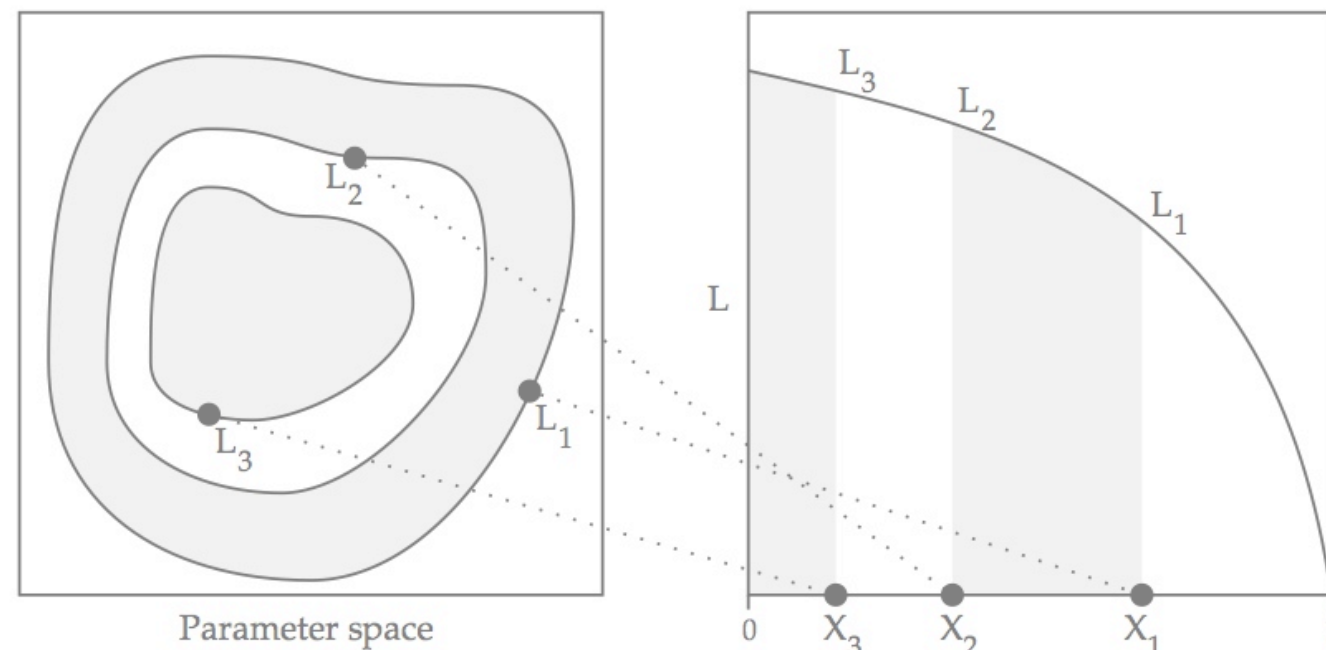 L₂
L₃
L₁
Parameter space
L₃
L₂
L₁
L
0
X₃
X₂
X₁